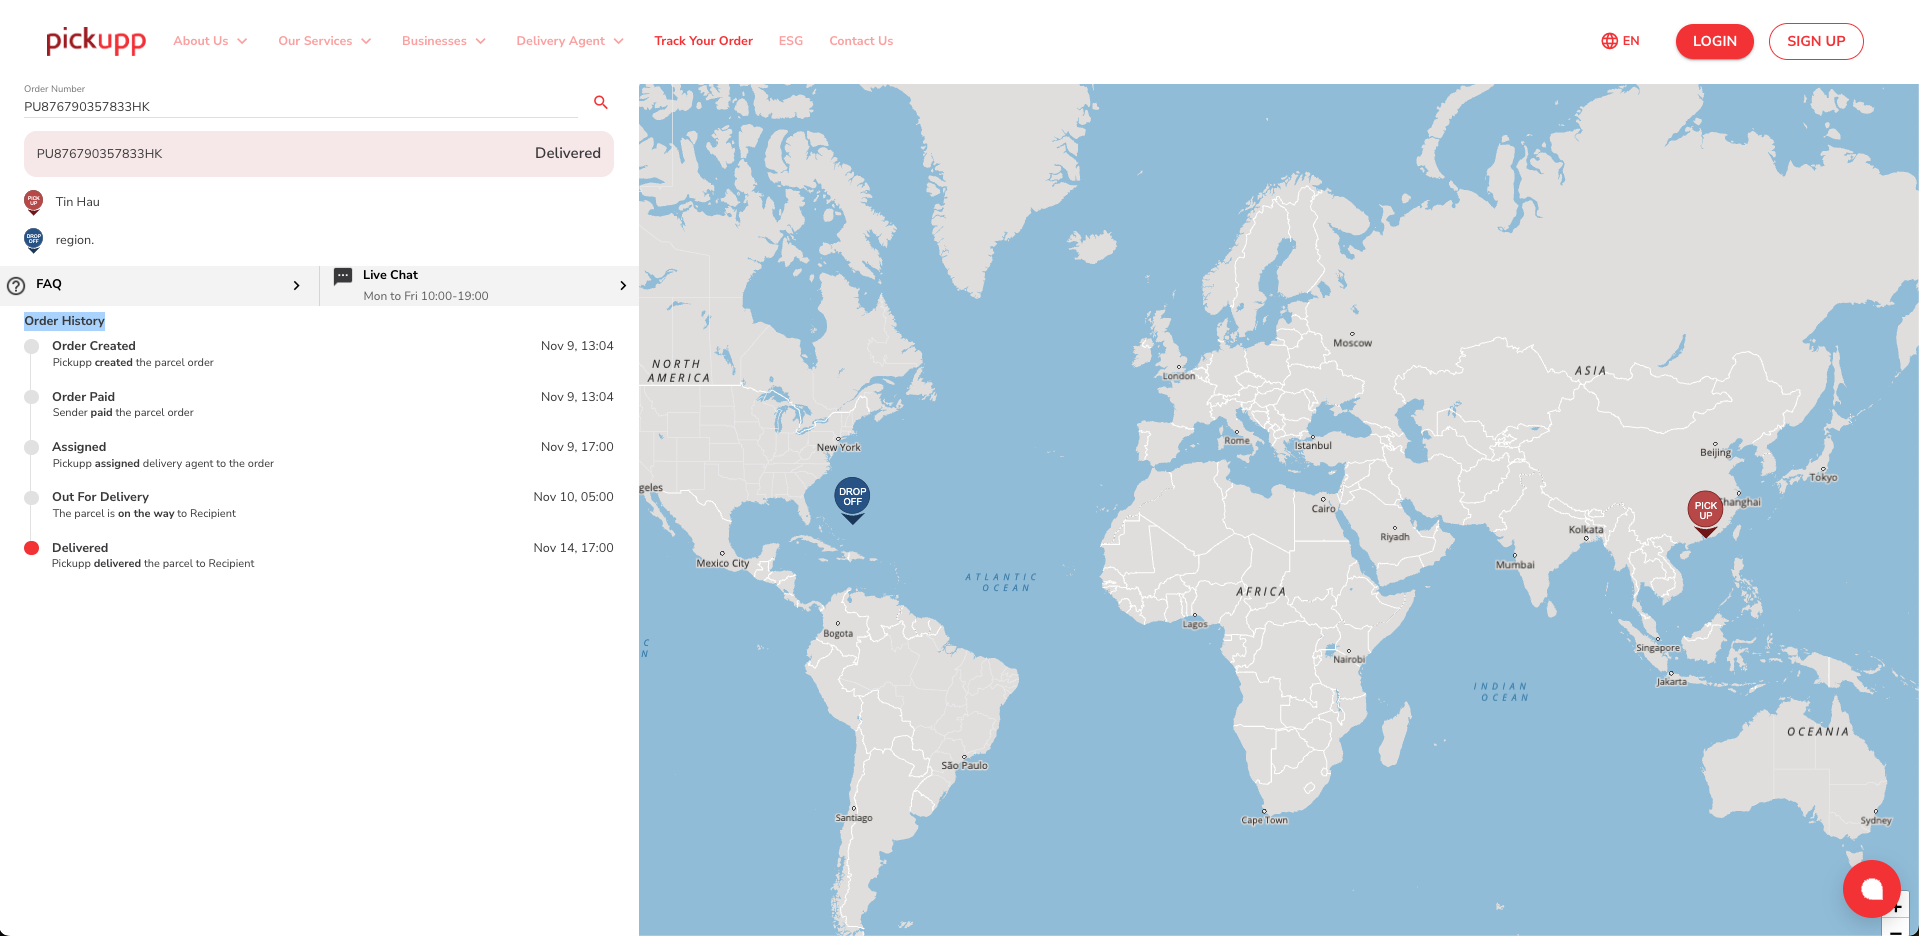 pickupp
About Us
Our Services
Businesses
Delivery Agent
Track Your Order
ESG
Contact Us
EN
LOGIN
SIGN UP
Order Number
PU876790357833HK
PU876790357833HK
Delivered
PICK UP
Tin Hau
DROP OFF
region.
FAQ
Live Chat
Mon to Fri 10:00-19:00
Order History
Order Created
Nov 9, 13:04
Pickupp created the parcel order
Order Paid
Nov 9, 13:04
Sender paid the parcel order
Assigned
Nov 9, 17:00
Pickupp assigned delivery agent to the order
Out For Delivery
Nov 10, 05:00
The parcel is on the way to Recipient
Delivered
Nov 14, 17:00
Pickupp delivered the parcel to Recipient
NORTH
AMERICA
Moscow
London
ASIA
New York
Rome
Istanbul
Beijing
Tokyo
geles
DROP
OFF
Cairo
PICK
UP
Shanghai
Riyadh
Kolkata
Mexico City
Mumbai
ATLANTIC
OCEAN
AFRICA
Bogota
Lagos
C
N
Nairobi
Singapore
Jakarta
INDIAN
OCEAN
OCEANIA
São Paulo
Santiago
Cape Town
Sydney
+
−